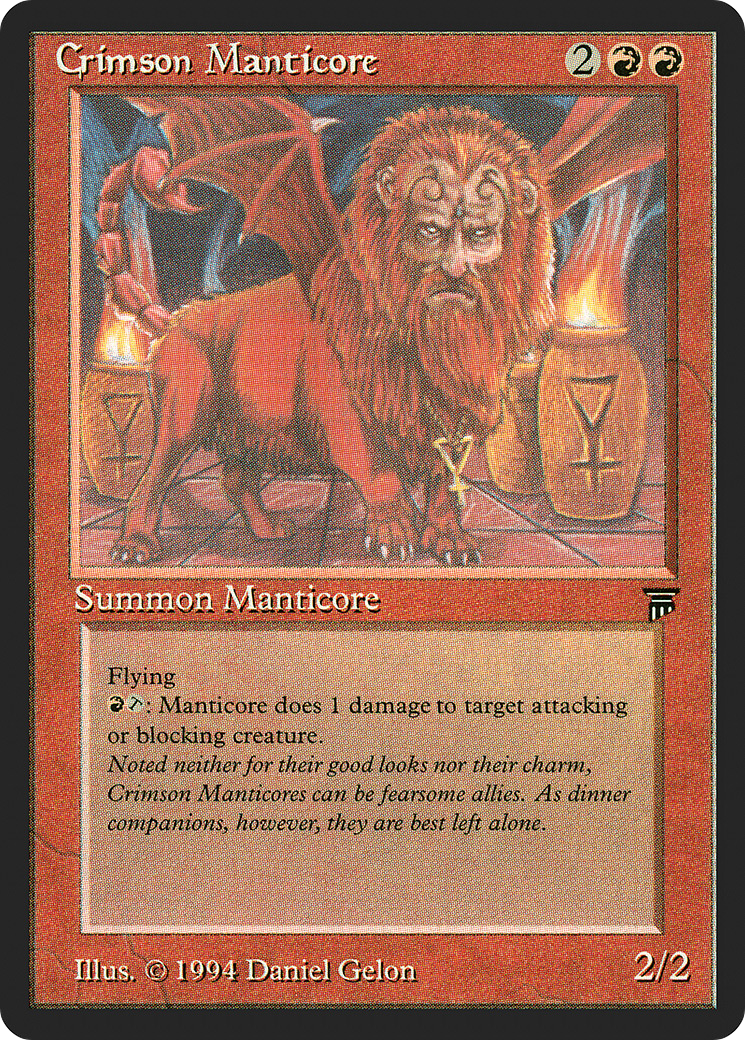 Crimson Manticore 2
Summon Manticore
Flying
: Manticore does 1 damage to target attacking
or blocking creature.
Noted neither for their good looks nor their charm,
Crimson Manticores can be fearsome allies. As dinner
companions, however, they are best left alone.
Illus. © 1994 Daniel Gelon 2/2